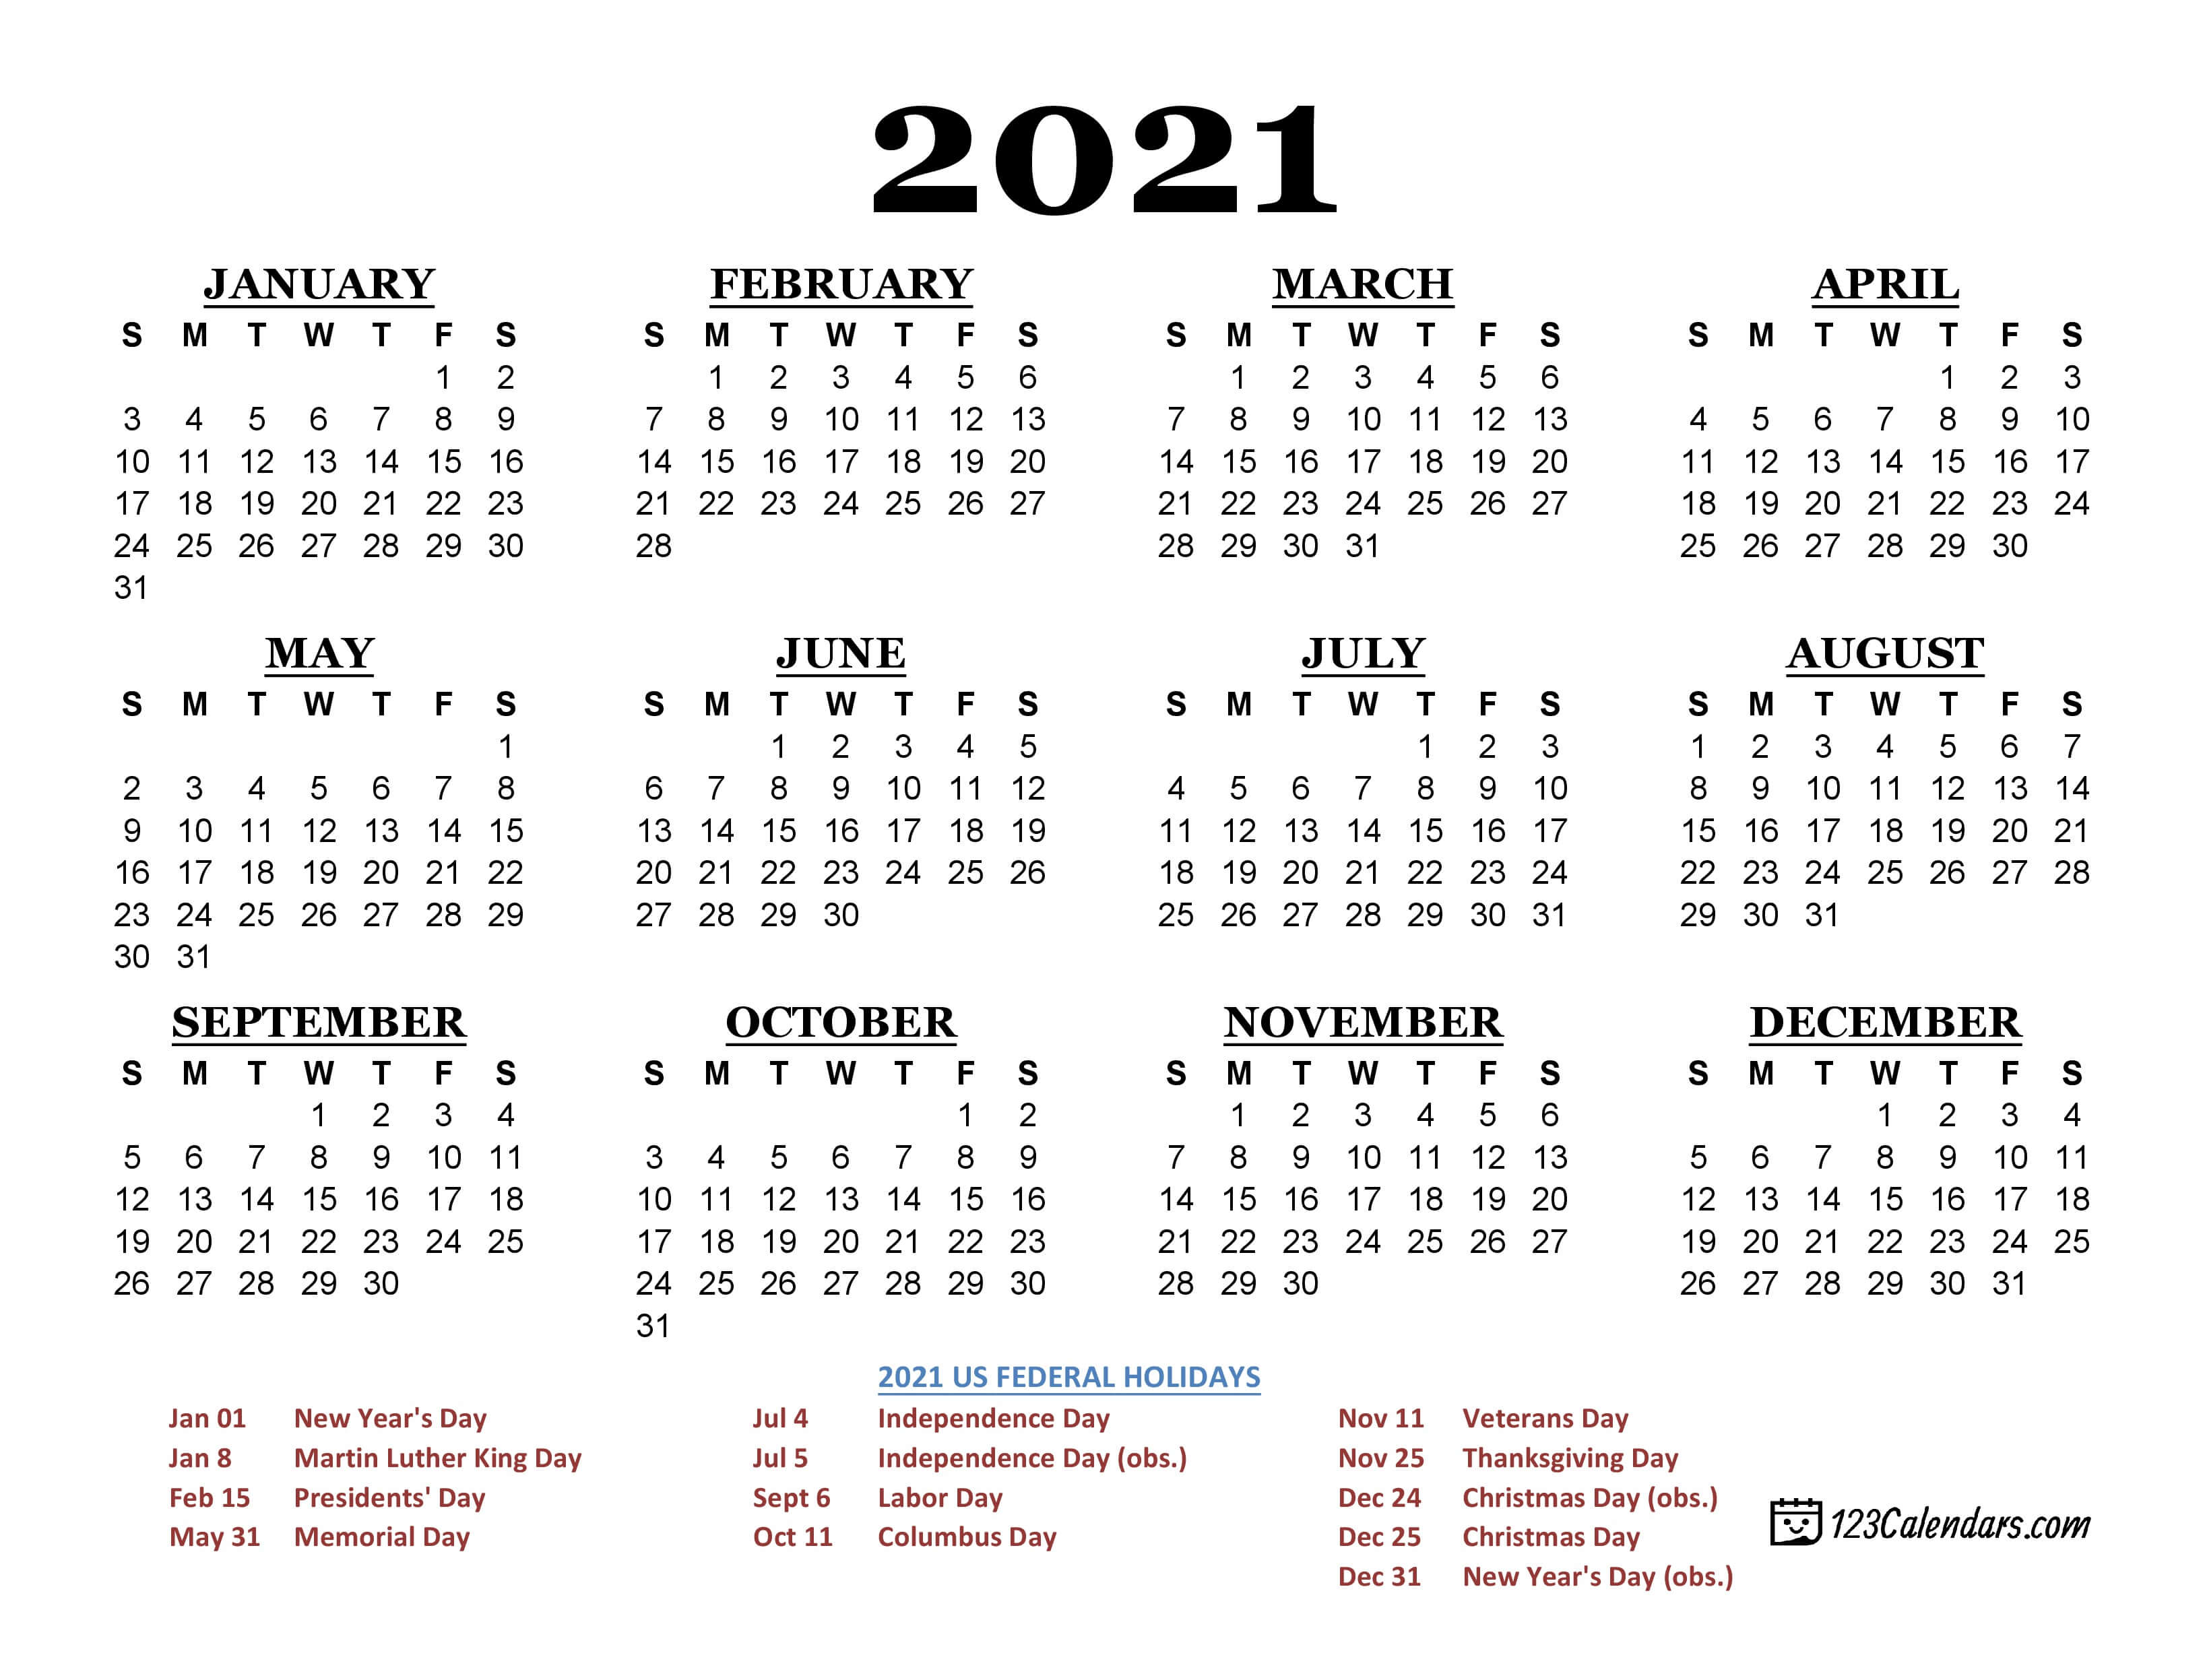 2021
JANUARY FEBRUARY MARCH APRIL
S M T W T F S S M T W T F S S M T W T F S S M T W T F S
1 2 1 2 3 4 5 6 1 2 3 4 5 6 1 2 3
3 4 5 6 7 8 9 7 8 9 10 11 12 13 7 8 9 10 11 12 13 4 5 6 7 8 9 10
10 11 12 13 14 15 16 14 15 16 17 18 19 20 14 15 16 17 18 19 20 11 12 13 14 15 16 17
17 18 19 20 21 22 23 21 22 23 24 25 26 27 21 22 23 24 25 26 27 18 19 20 21 22 23 24
24 25 26 27 28 29 30 28 28 29 30 31 25 26 27 28 29 30
31
MAY JUNE JULY AUGUST
S M T W T F S S M T W T F S S M T W T F S S M T W T F S
1 1 2 3 4 5 1 2 3 1 2 3 4 5 6 7
2 3 4 5 6 7 8 6 7 8 9 10 11 12 4 5 6 7 8 9 10 8 9 10 11 12 13 14
9 10 11 12 13 14 15 13 14 15 16 17 18 19 11 12 13 14 15 16 17 15 16 17 18 19 20 21
16 17 18 19 20 21 22 20 21 22 23 24 25 26 18 19 20 21 22 23 24 22 23 24 25 26 27 28
23 24 25 26 27 28 29 27 28 29 30 25 26 27 28 29 30 31 29 30 31
30 31
SEPTEMBER OCTOBER NOVEMBER DECEMBER
S M T W T F S S M T W T F S S M T W T F S S M T W T F S
1 2 3 4 1 2 1 2 3 4 5 6 1 2 3 4
5 6 7 8 9 10 11 3 4 5 6 7 8 9 7 8 9 10 11 12 13 5 6 7 8 9 10 11
12 13 14 15 16 17 18 10 11 12 13 14 15 16 14 15 16 17 18 19 20 12 13 14 15 16 17 18
19 20 21 22 23 24 25 17 18 19 20 21 22 23 21 22 23 24 25 26 27 19 20 21 22 23 24 25
26 27 28 29 30 24 25 26 27 28 29 30 28 29 30 26 27 28 29 30 31
31
2021 US FEDERAL HOLIDAYS
Jan 01 New Year's Day Jul 4 Independence Day Nov 11 Veterans Day
Jan 8 Martin Luther King Day Jul 5 Independence Day (obs.) Nov 25 Thanksgiving Day
Feb 15 Presidents' Day Sept 6 Labor Day Dec 24 Christmas Day (obs.)
May 31 Memorial Day Oct 11 Columbus Day Dec 25 Christmas Day
Dec 31 New Year's Day (obs.)
123Calendars.com